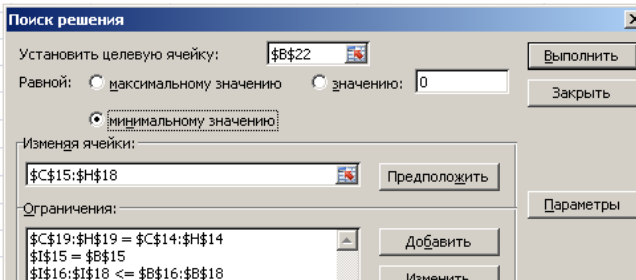 Поиск решения
Установить целевую ячейку: $B$22
Выполнить
Равной: максимальному значению значению: 0
Закрыть
минимальному значению
Изменяя ячейки:
$C$15:$H$18
Предположить
Параметры
Ограничения:
$C$19:$H$19 = $C$14:$H$14
Добавить
$I$15 = $B$15
$I$16:$I$18 <= $B$16:$B$18
Изменить